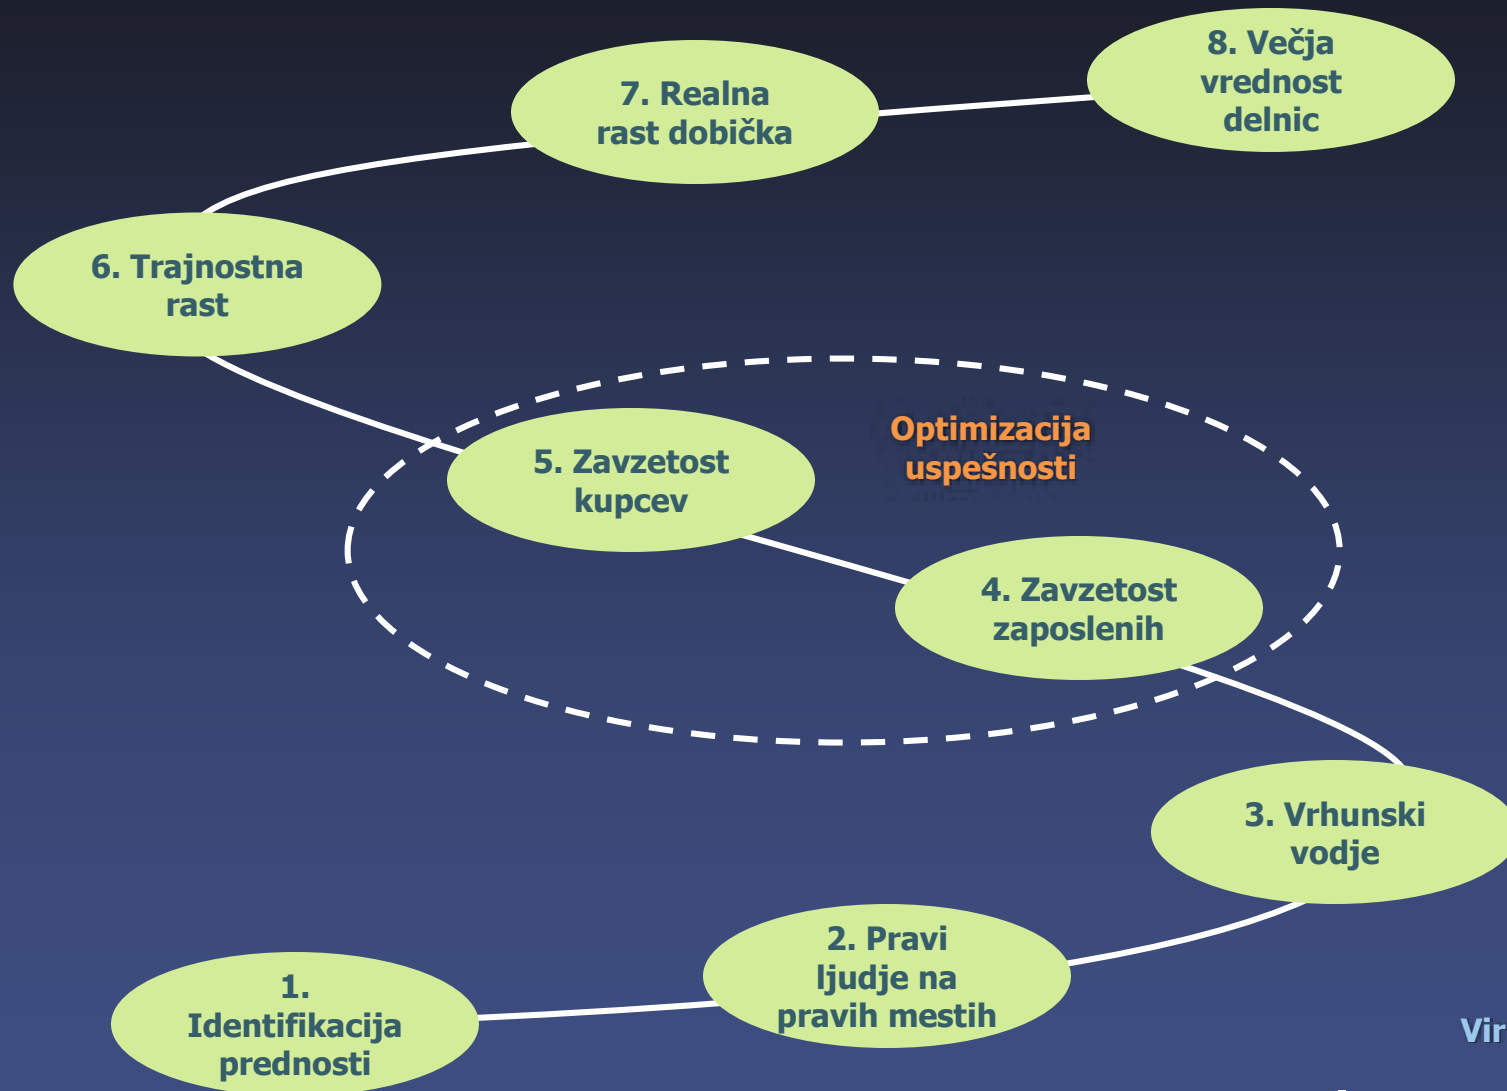 8. Večja
vrednost
delnic
7. Realna
rast dobička
6. Trajnostna
rast
Optimizacija
uspešnosti
5. Zavzetost
kupcev
4. Zavzetost
zaposlenih
3. Vrhunski
vodje
2. Pravi
ljudje na
pravih mestih
1.
Identifikacija
prednosti
Vir